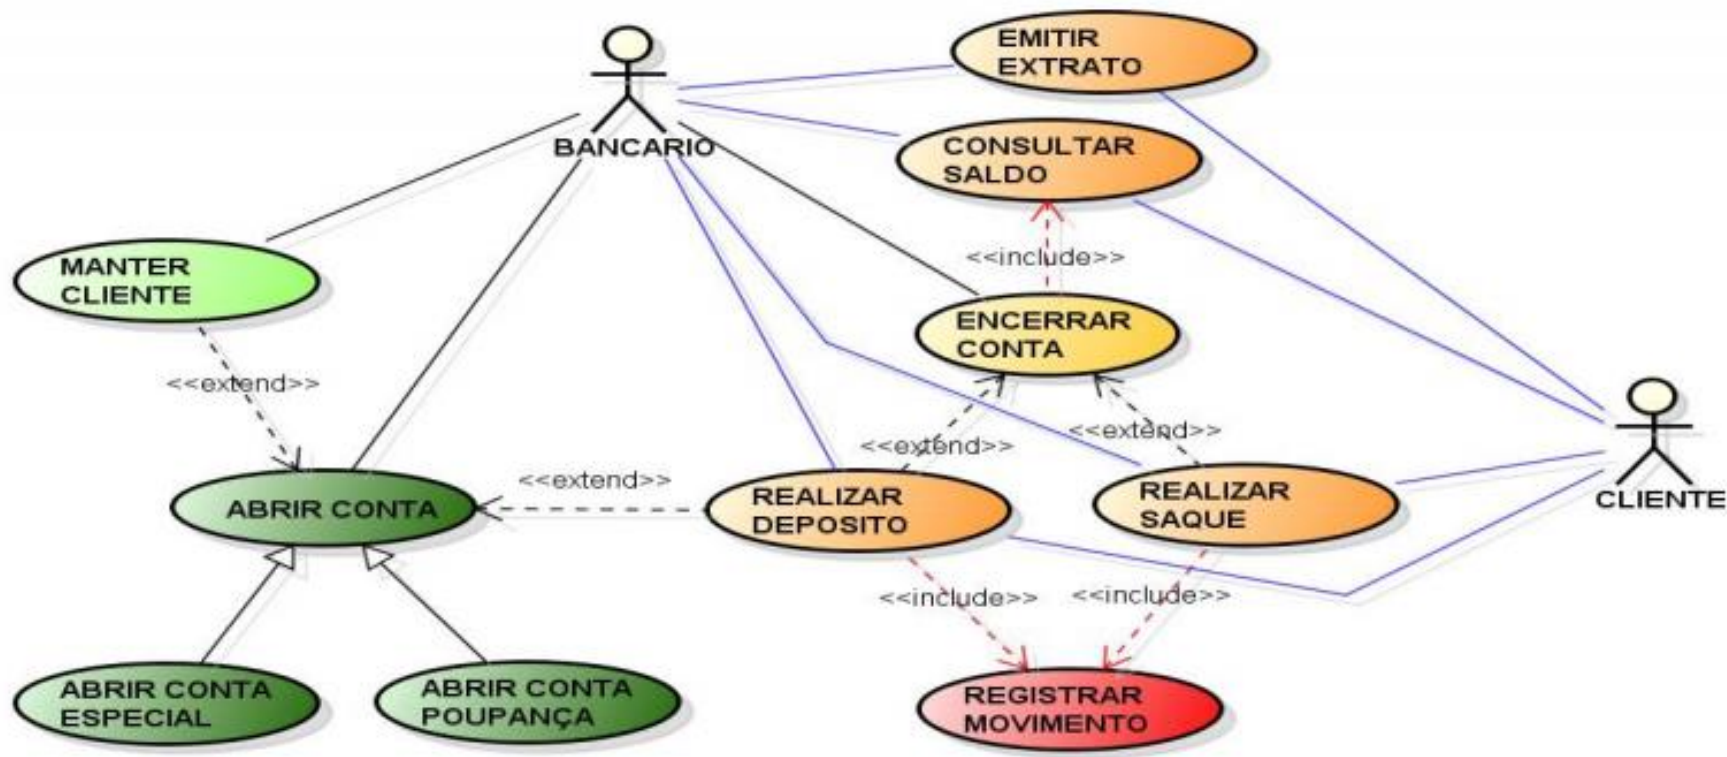 EMITIR
EXTRATO
BANCARIO
CONSULTAR
SALDO
<<include>>
MANTER
CLIENTE
ENCERRAR
CONTA
<<extend>>
<<extend>>
<<extend>>
<<extend>>
ABRIR CONTA
REALIZAR
DEPOSITO
REALIZAR
SAQUE
CLIENTE
<<include>>
<<include>>
ABRIR CONTA
ESPECIAL
ABRIR CONTA
POUPANÇA
REGISTRAR
MOVIMENTO